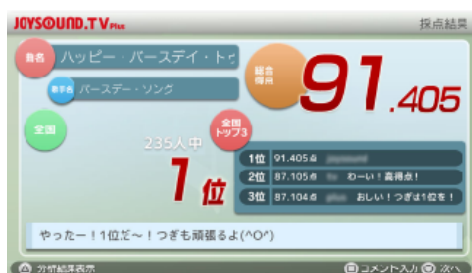 JOYSOUND.TV Plus
採点結果
曲名 ハッピー・バースデイ・トゥ
歌手名 バースデー・ソング
総合得点 91.405
全国
235人中
1位
全国トップ3
1位 91.405点 joysound
2位 87.105点 tv わーい！高得点！
3位 87.104点 plus おしい！つぎは1位を！
やったー！1位だ～！つぎも頑張るよ(^O^)
分析結果表示
コメント入力 次へ